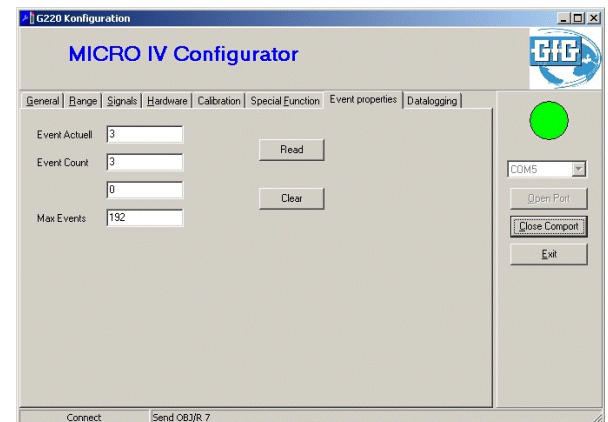 G220 Konfiguration
MICRO IV Configurator
GfG
General Range Signals Hardware Calibration Special Function Event properties Datalogging
Event Actuell 3
Read
Event Count 3
0
Clear
Max Events 192
COM5
Open Port
Close Comport
Exit
Connect Send OBJ/R 7